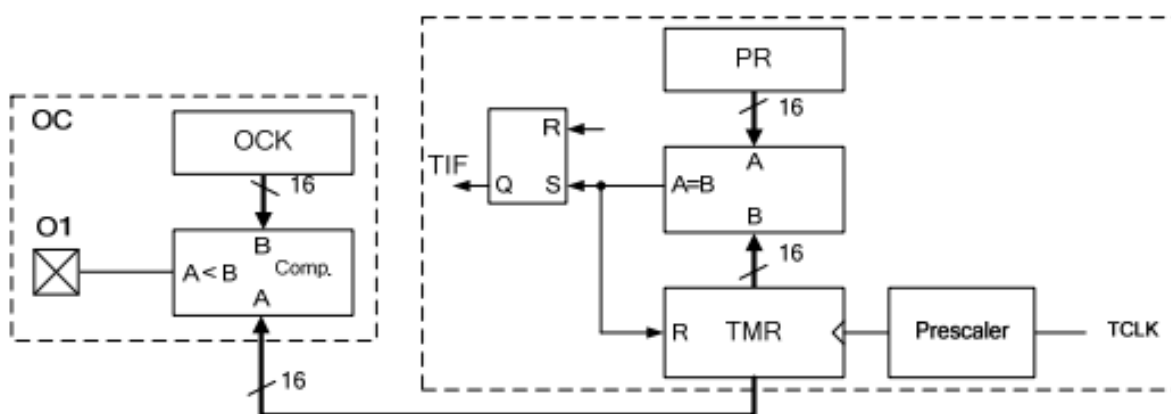 OC
OCK
16
O1
B
A < B
Comp.
A
16
PR
16
R
TIF
Q
S
A
A=B
B
16
R
TMR
Prescaler
TCLK